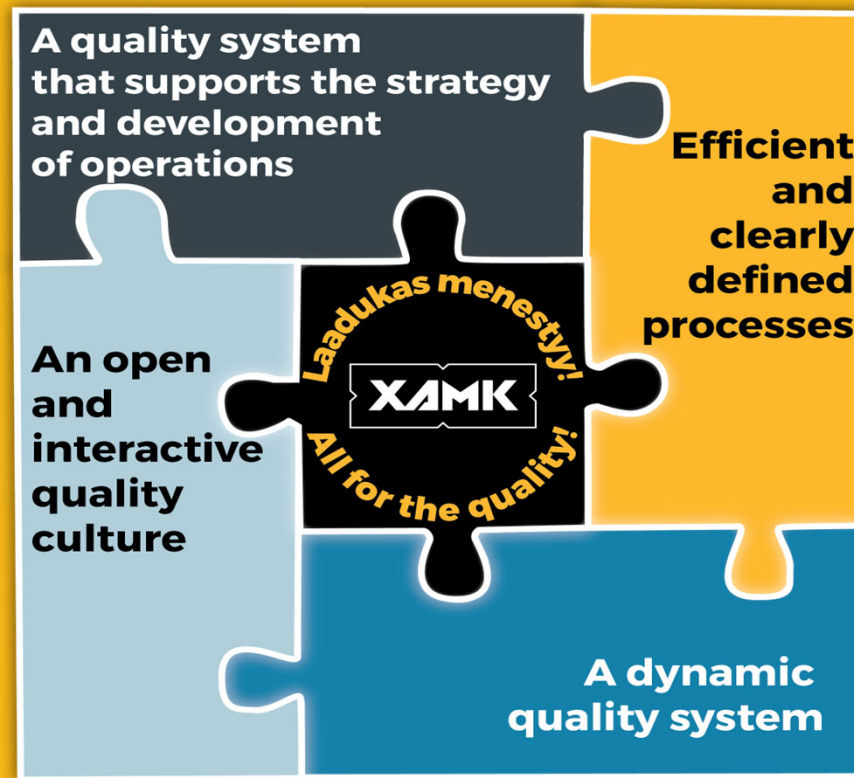 A quality system
that supports the strategy
and development
of operations
Efficient
and
clearly
defined
processes
An open
and
interactive
quality
culture
Laadukas menestyy!
XAMK
All for the quality!
A dynamic
quality system